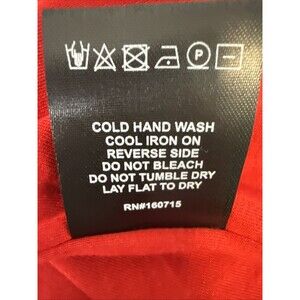 P
COLD HAND WASH
COOL IRON ON
REVERSE SIDE
DO NOT BLEACH
DO NOT TUMBLE DRY
LAY FLAT TO DRY
RN#160715